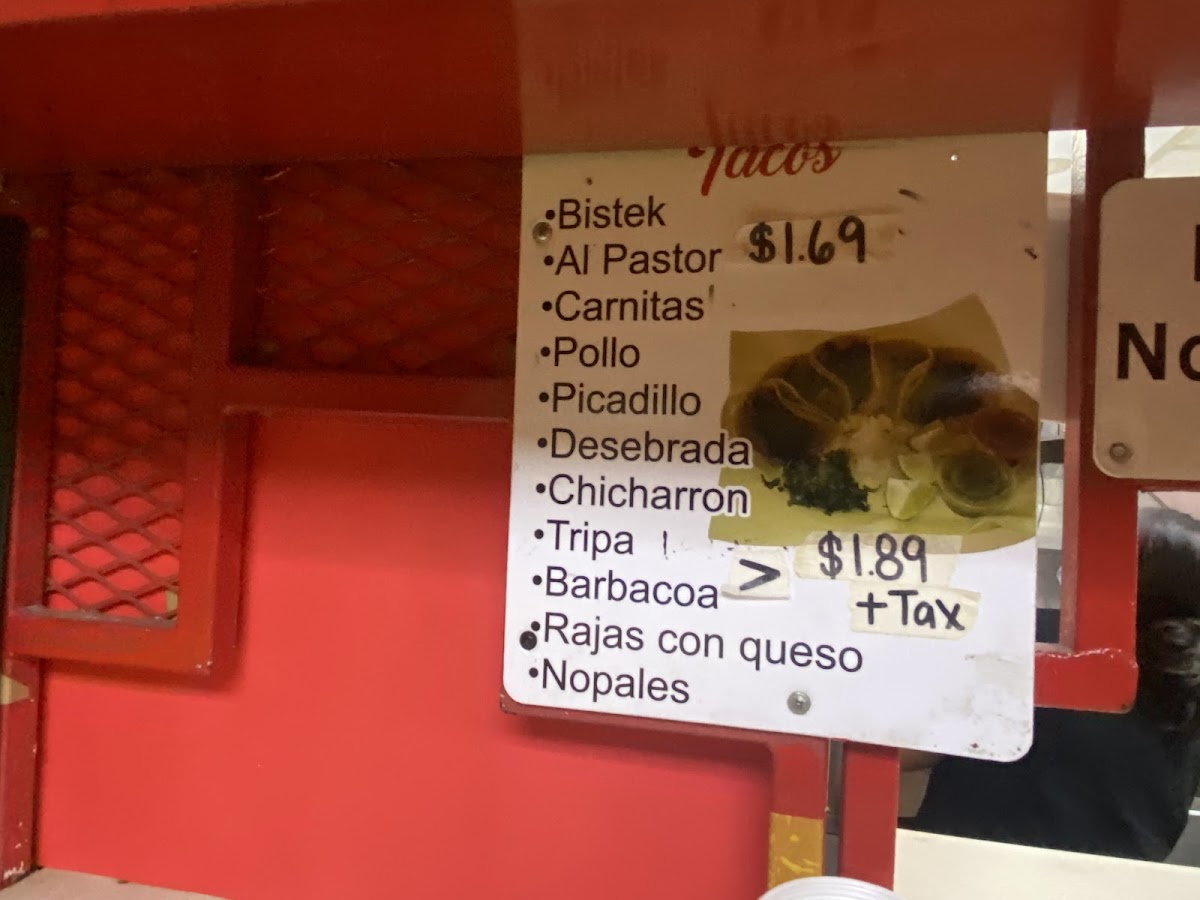 Tacos
•Bistek
•Al Pastor $1.69
•Carnitas
•Pollo
•Picadillo
•Desebrada
•Chicharron
•Tripa
•Barbacoa > $1.89
+Tax
•Rajas con queso
•Nopales